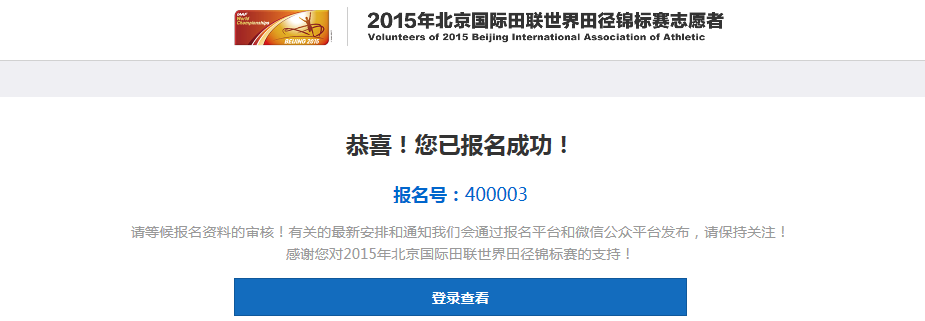 IAAF
World
Championships
BEIJING 2015
2015年北京国际田联世界田径锦标赛志愿者
Volunteers of 2015 Beijing International Association of Athletic
恭喜！您已报名成功！
报名号：400003
请等候报名资料的审核！有关的最新安排和通知我们会通过报名平台和微信公众平台发布，请保持关注！
感谢您对2015年北京国际田联世界田径锦标赛的支持！
登录查看